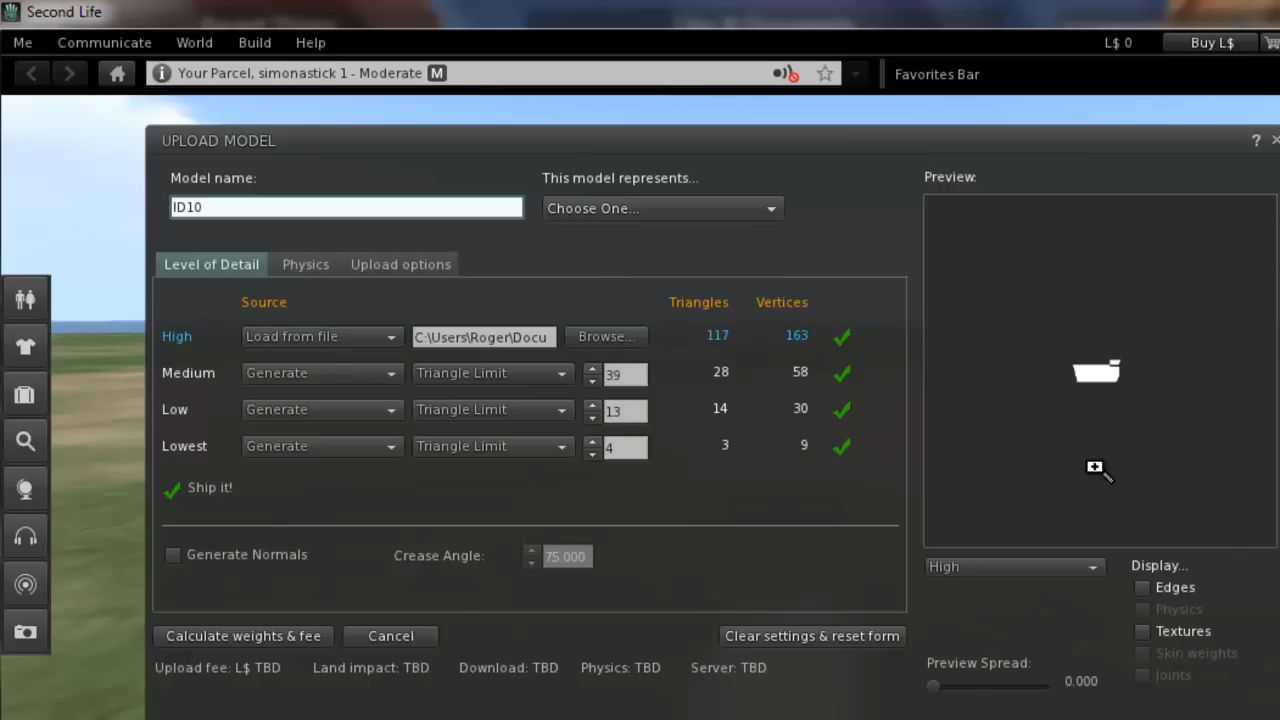 Second Life
Me Communicate World Build Help L$ 0 Buy L$
Your Parcel, simonastick 1 - Moderate M Favorites Bar
UPLOAD MODEL ?
Model name: This model represents... Preview:
ID10 Choose One...
Level of Detail Physics Upload options
Source Triangles Vertices
High Load from file C:\Users\Roger\Docu Browse... 117 163
Medium Generate Triangle Limit 39 28 58
Low Generate Triangle Limit 13 14 30
Lowest Generate Triangle Limit 4 3 9
Ship it!
Generate Normals Crease Angle: 75.000
High Display...
Edges
Physics
Textures
Skin weights
Joints
Calculate weights & fee Cancel Clear settings & reset form
Upload fee: L$ TBD Land impact: TBD Download: TBD Physics: TBD Server: TBD
Preview Spread:
0.000